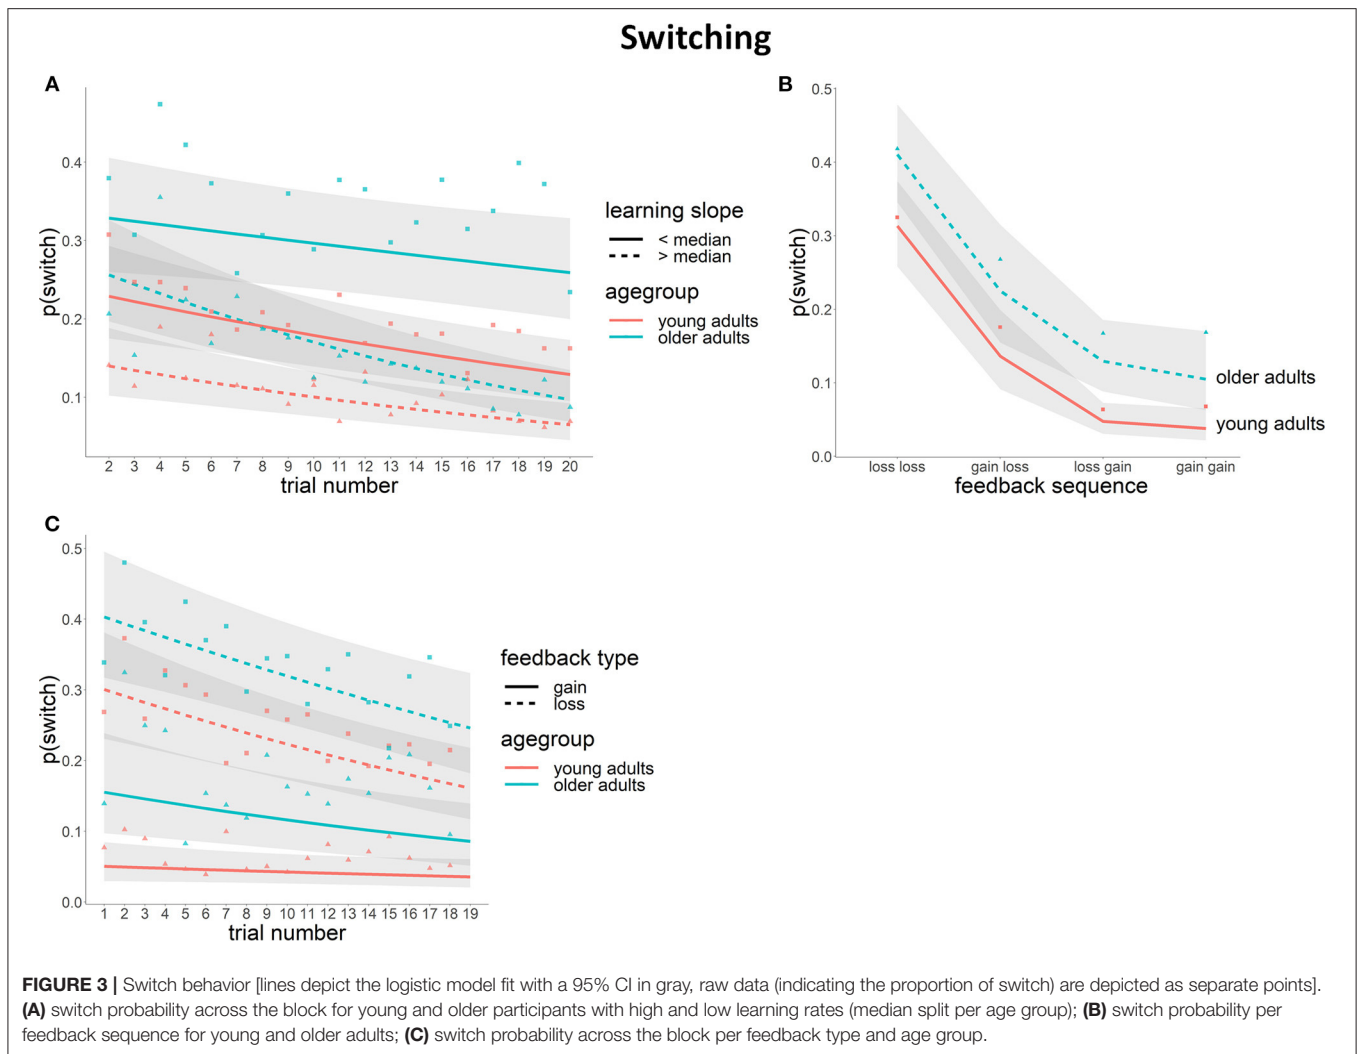 Switching
A
p(switch)
0.4
0.3
0.2
0.1
2 3 4 5 6 7 8 9 10 11 12 13 14 15 16 17 18 19 20
trial number
learning slope
< median
> median
agegroup
young adults
older adults
B
p(switch)
0.5
0.4
0.3
0.2
0.1
0.0
loss loss gain loss loss gain gain gain
feedback sequence
older adults
young adults
C
p(switch)
0.5
0.4
0.3
0.2
0.1
0.0
1 2 3 4 5 6 7 8 9 10 11 12 13 14 15 16 17 18 19
trial number
feedback type
gain
loss
agegroup
young adults
older adults
FIGURE 3 | Switch behavior [lines depict the logistic model fit with a 95% CI in gray, raw data (indicating the proportion of switch) are depicted as separate points].
(A) switch probability across the block for young and older participants with high and low learning rates (median split per age group); (B) switch probability per
feedback sequence for young and older adults; (C) switch probability across the block per feedback type and age group.